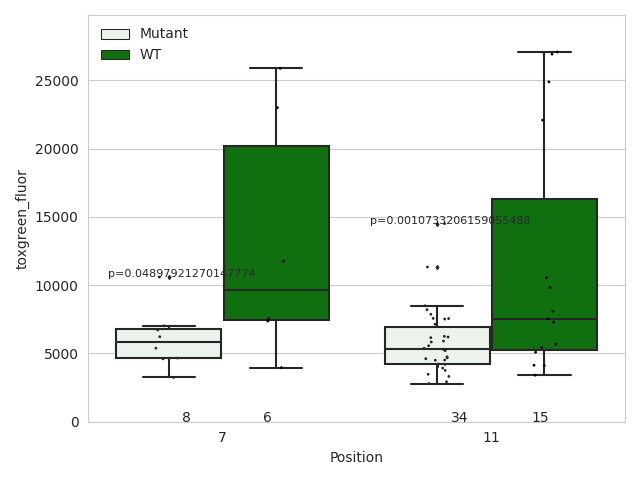 Mutant
WT
25000
20000
15000
10000
5000
0
toxgreen_fluor
p=0.04897921270147774
p=0.0010733206159055488
8
6
34
15
7
11
Position